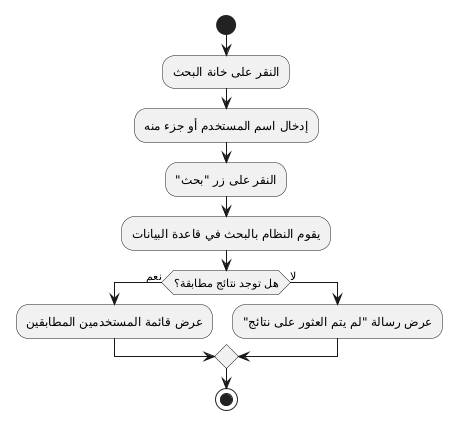 النقر على خانة البحث
إدخال اسم المستخدم أو جزء منه
النقر على زر "بحث"
يقوم النظام بالبحث في قاعدة البيانات
هل توجد نتائج مطابقة؟
نعم
لا
عرض قائمة المستخدمين المطابقين
عرض رسالة "لم يتم العثور على نتائج"